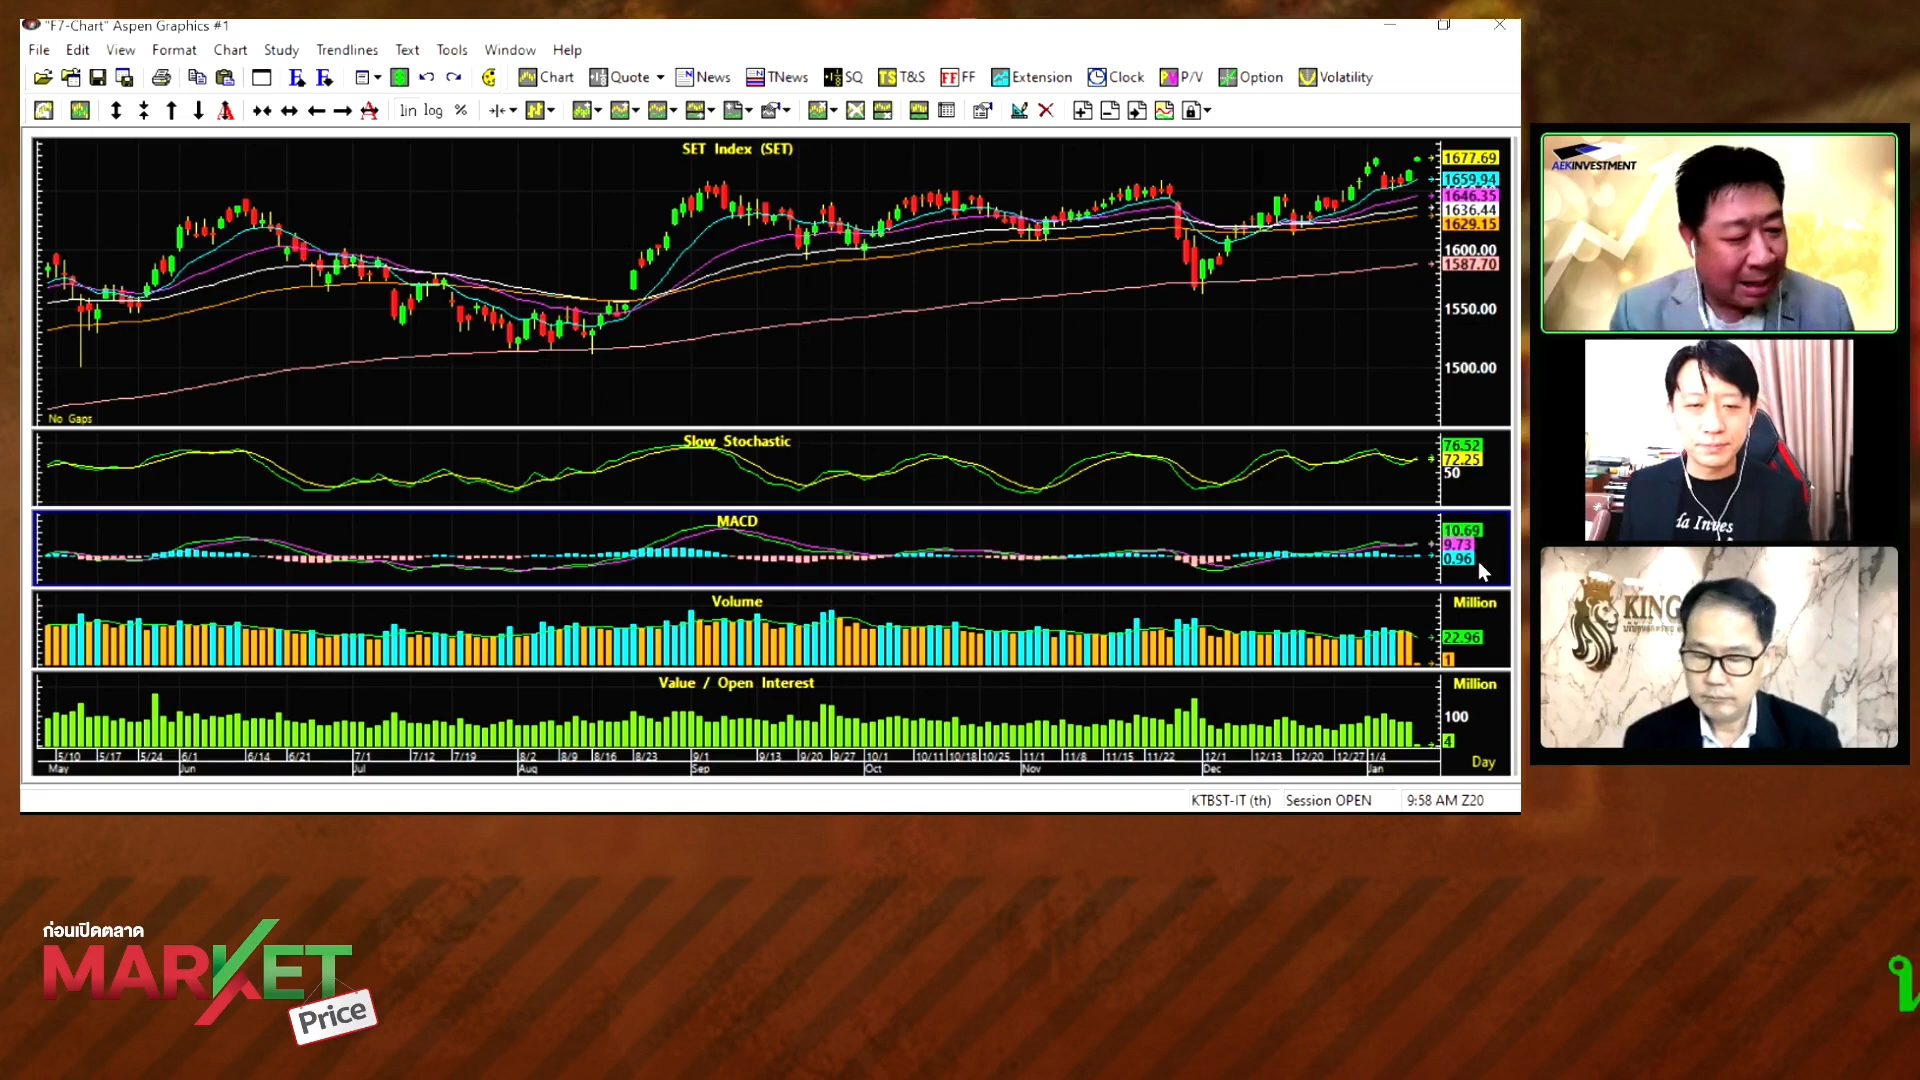 "F7-Chart" Aspen Graphics #1
File Edit View Format Chart Study Trendlines Text Tools Window Help
Chart Quote News TNews SQ TS T&S FF FF Extension Clock P/V Option Volatility
lin log %
SET Index (SET)
1677.69
1659.94
1646.35
1636.44
1629.15
1600.00
1587.70
1550.00
1500.00
No Gaps
Slow Stochastic
76.52
72.25
50
MACD
10.69
9.73
0.96
Volume
Million
22.96
1
Value / Open Interest
Million
100
4
5/10 5/17 5/24 6/1 6/14 6/21 7/1 7/12 7/19 8/2 8/9 8/16 8/23 9/1 9/13 9/20 9/27 10/1 10/11 10/18 10/25 11/1 11/8 11/15 11/22 12/1 12/13 12/20 12/27 1/4
May Jun Jul Aug Sep Oct Nov Dec Jan
Day
KTBST-IT (th) Session OPEN 9:58 AM Z20
AEKINVESTMENT
da Inves
KING
ก่อนเปิดตลาด
MARKET
Price